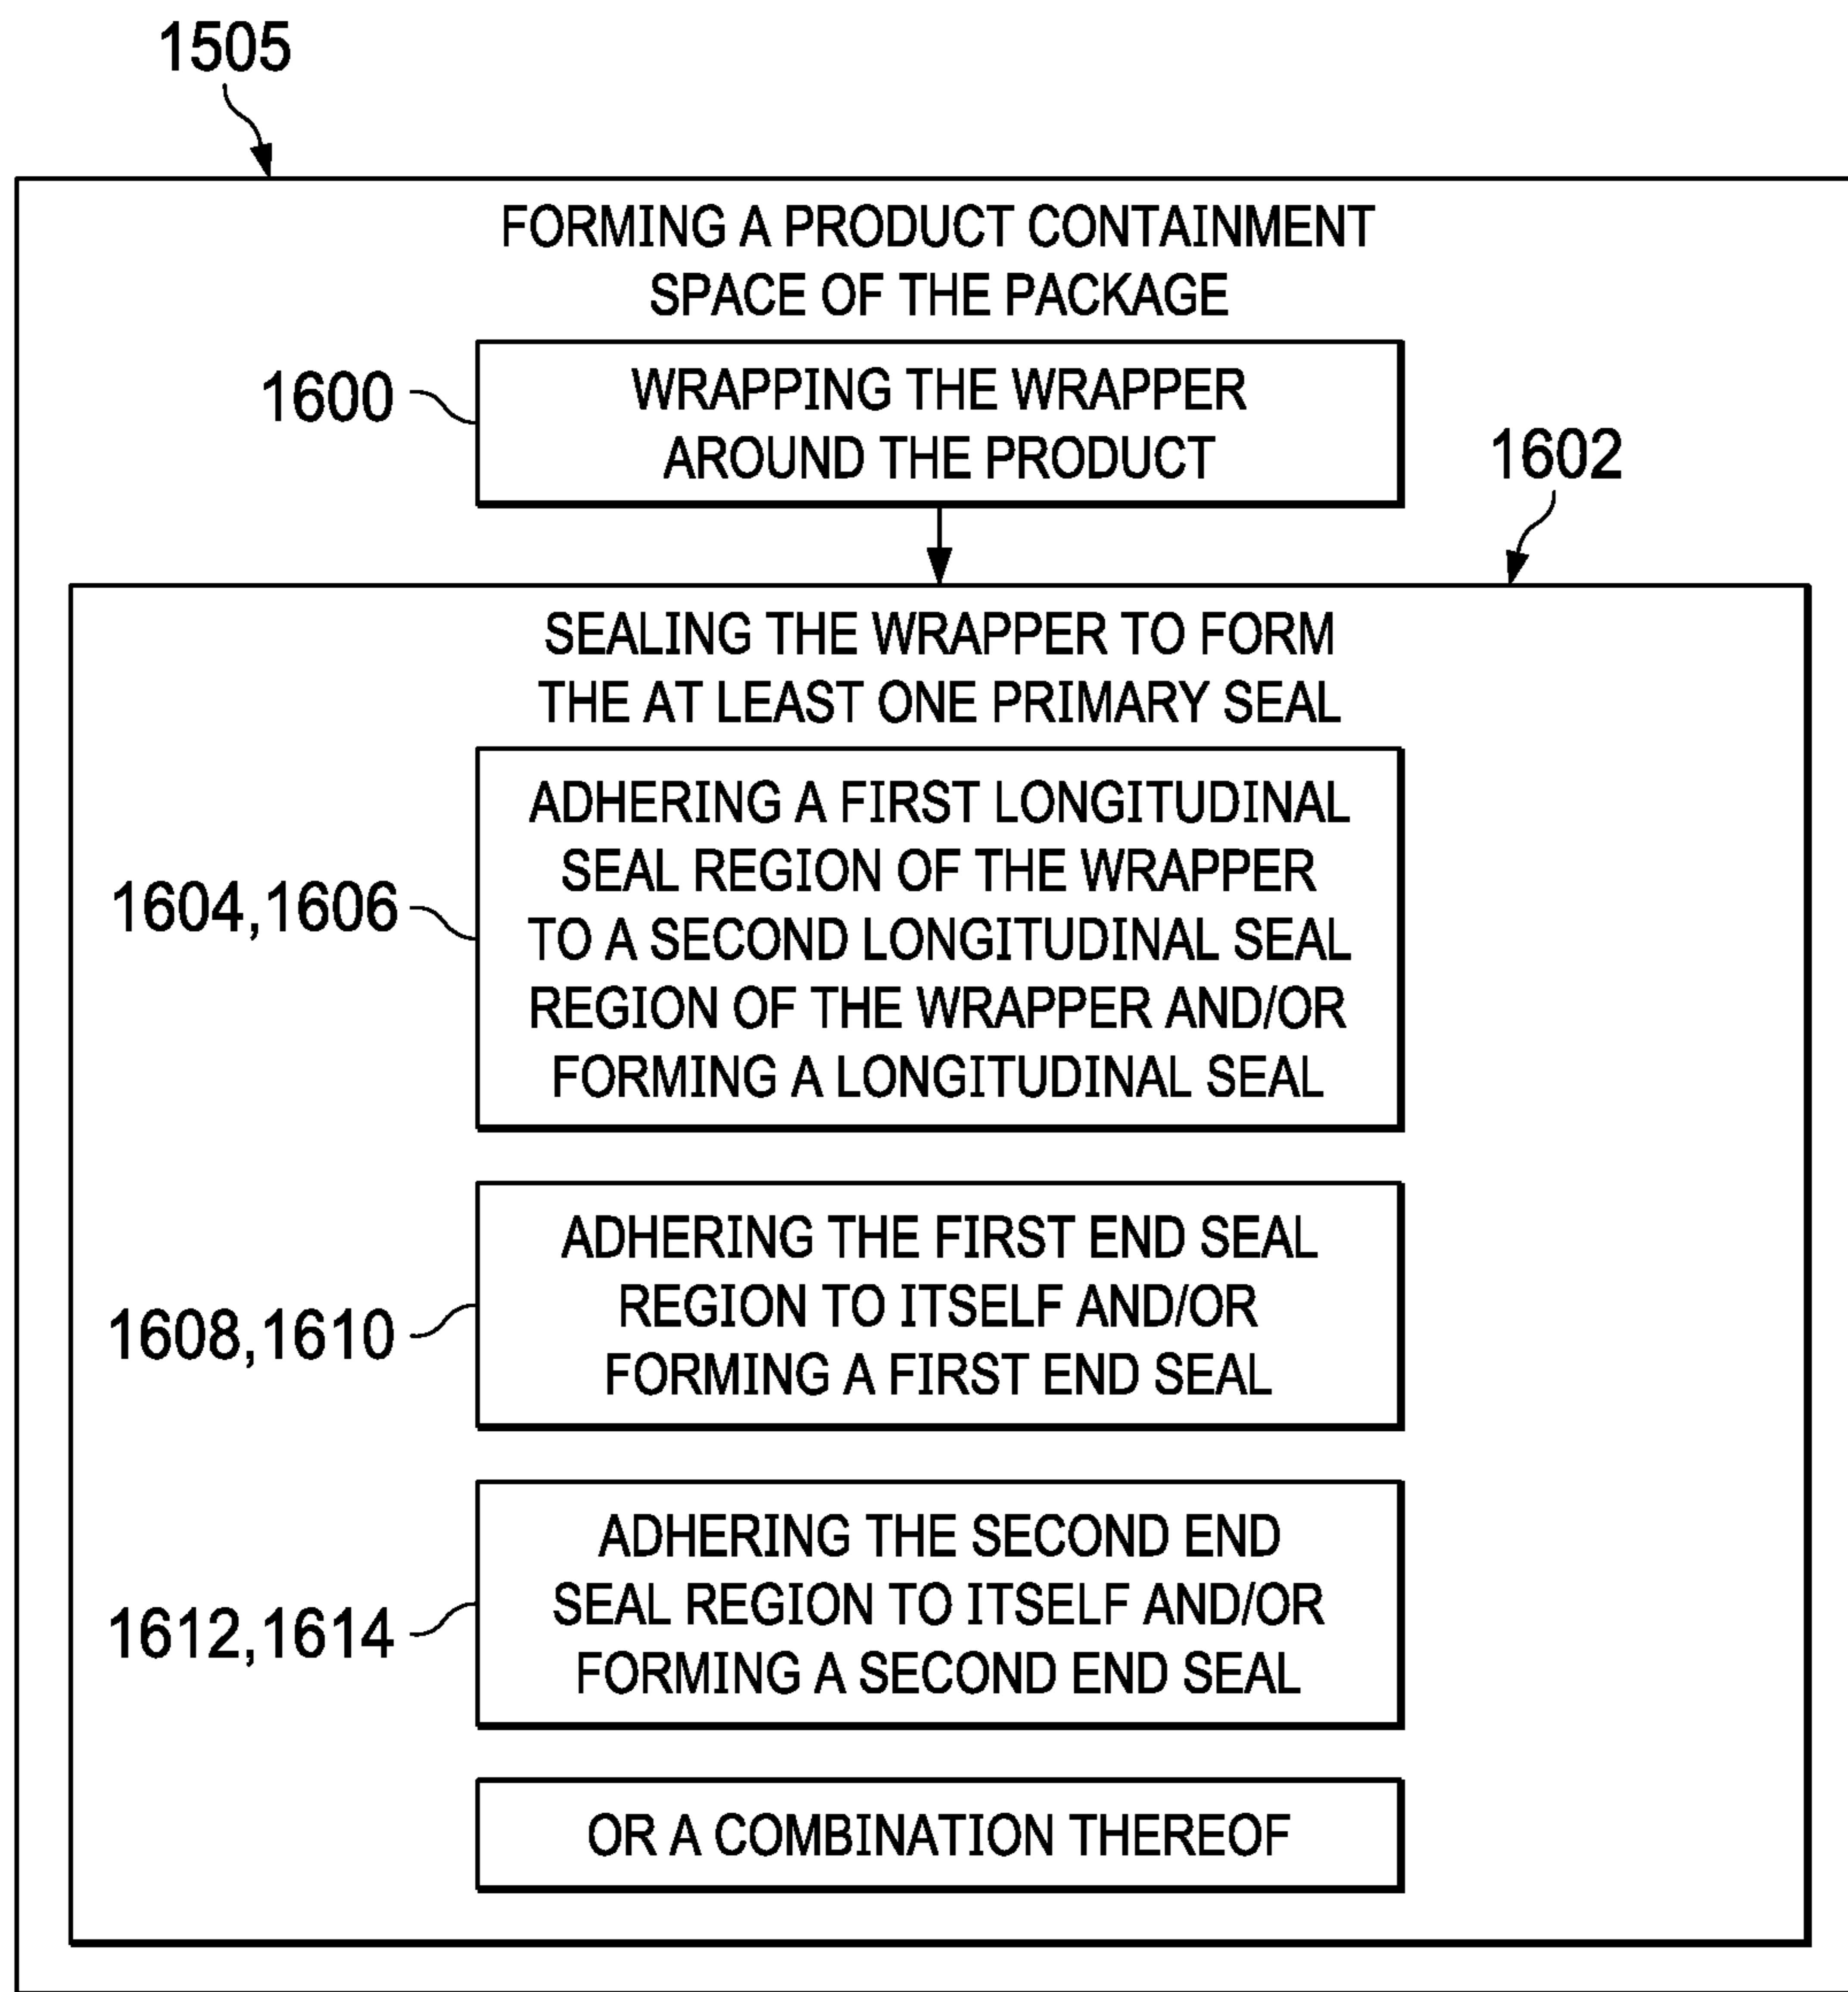 1505
FORMING A PRODUCT CONTAINMENT
SPACE OF THE PACKAGE
1600
WRAPPING THE WRAPPER
AROUND THE PRODUCT
1602
SEALING THE WRAPPER TO FORM
THE AT LEAST ONE PRIMARY SEAL
1604,1606
ADHERING A FIRST LONGITUDINAL
SEAL REGION OF THE WRAPPER
TO A SECOND LONGITUDINAL SEAL
REGION OF THE WRAPPER AND/OR
FORMING A LONGITUDINAL SEAL
1608,1610
ADHERING THE FIRST END SEAL
REGION TO ITSELF AND/OR
FORMING A FIRST END SEAL
1612,1614
ADHERING THE SECOND END
SEAL REGION TO ITSELF AND/OR
FORMING A SECOND END SEAL
OR A COMBINATION THEREOF